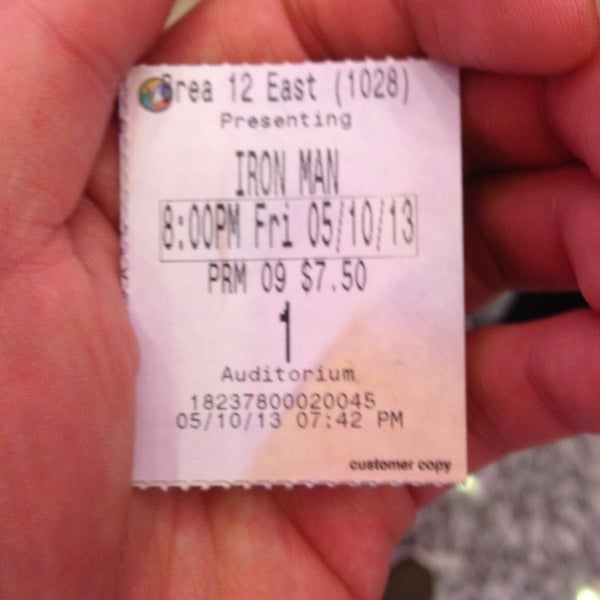 Brea 12 East (1028)
Presenting
IRON MAN
8:00PM Fri 05/10/13
PRM 09 $7.50
1
Auditorium
18237800020045
05/10/13 07:42 PM
customer copy